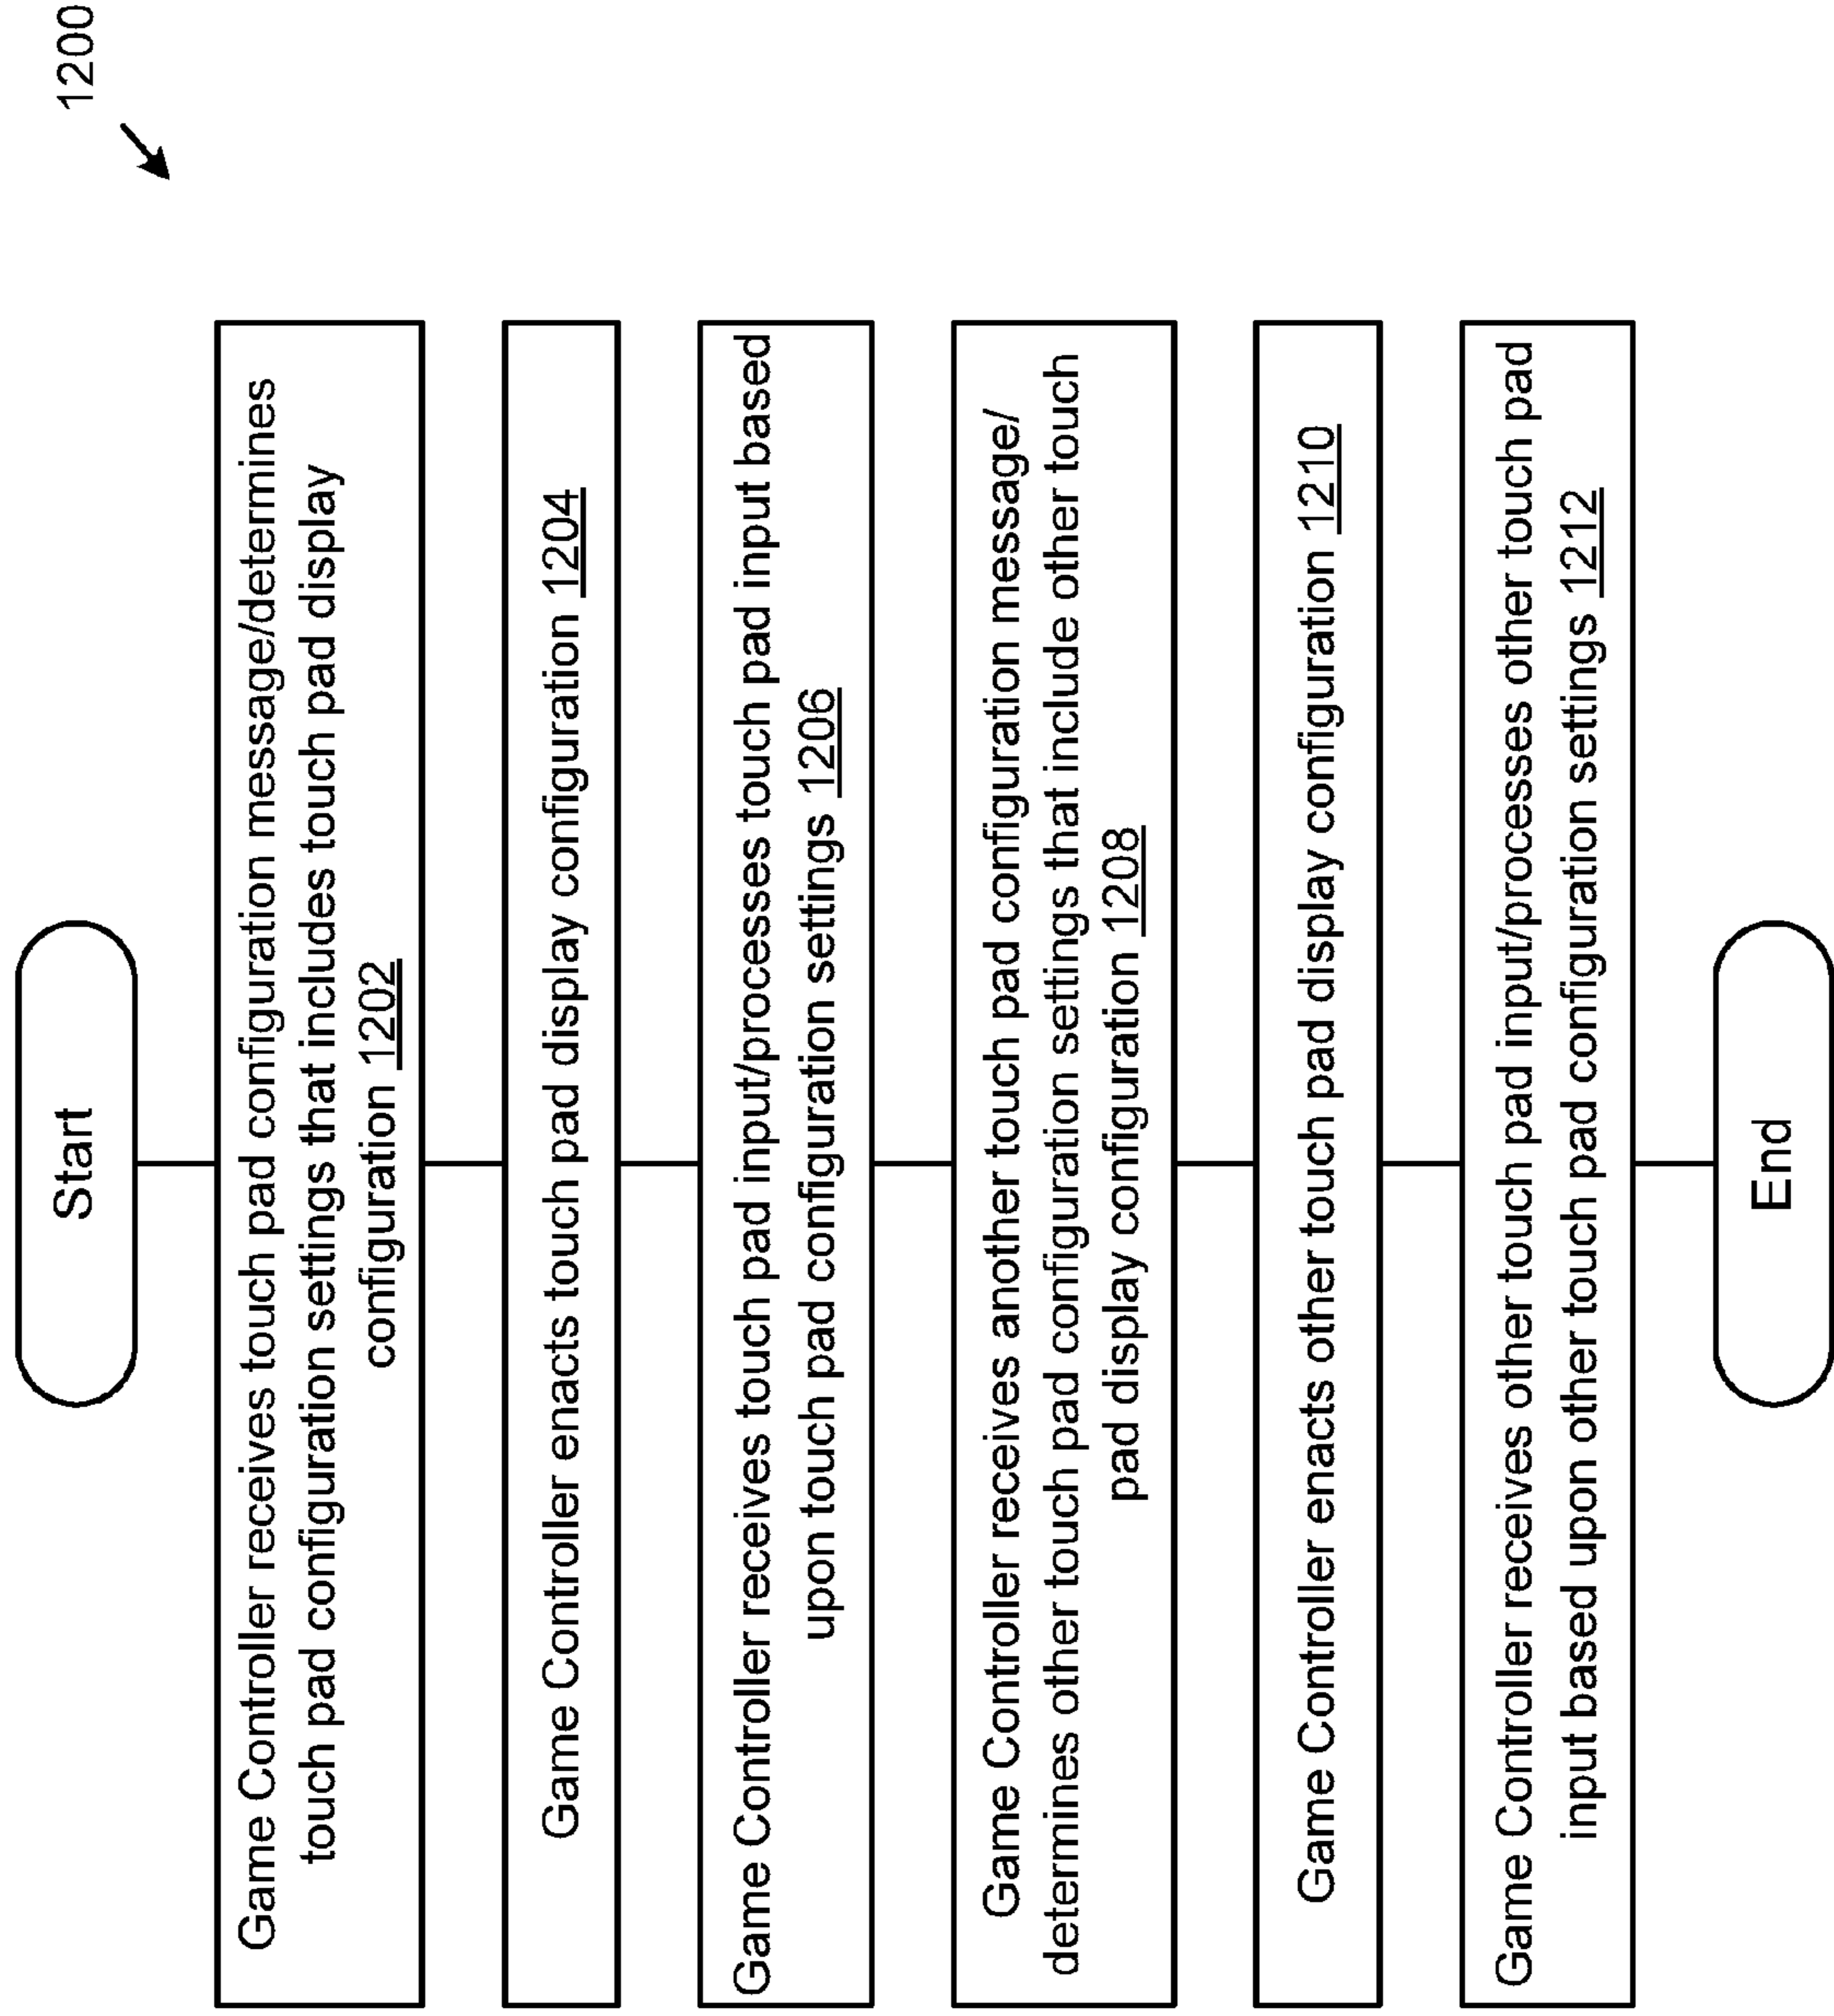 1200
Start
Game Controller receives touch pad configuration message/determines
touch pad configuration settings that includes touch pad display
configuration 1202
Game Controller enacts touch pad display configuration 1204
Game Controller receives touch pad input/processes touch pad input based
upon touch pad configuration settings 1206
Game Controller receives another touch pad configuration message/
determines other touch pad configuration settings that include other touch
pad display configuration 1208
Game Controller enacts other touch pad display configuration 1210
Game Controller receives other touch pad input/processes other touch pad
input based upon other touch pad configuration settings 1212
End